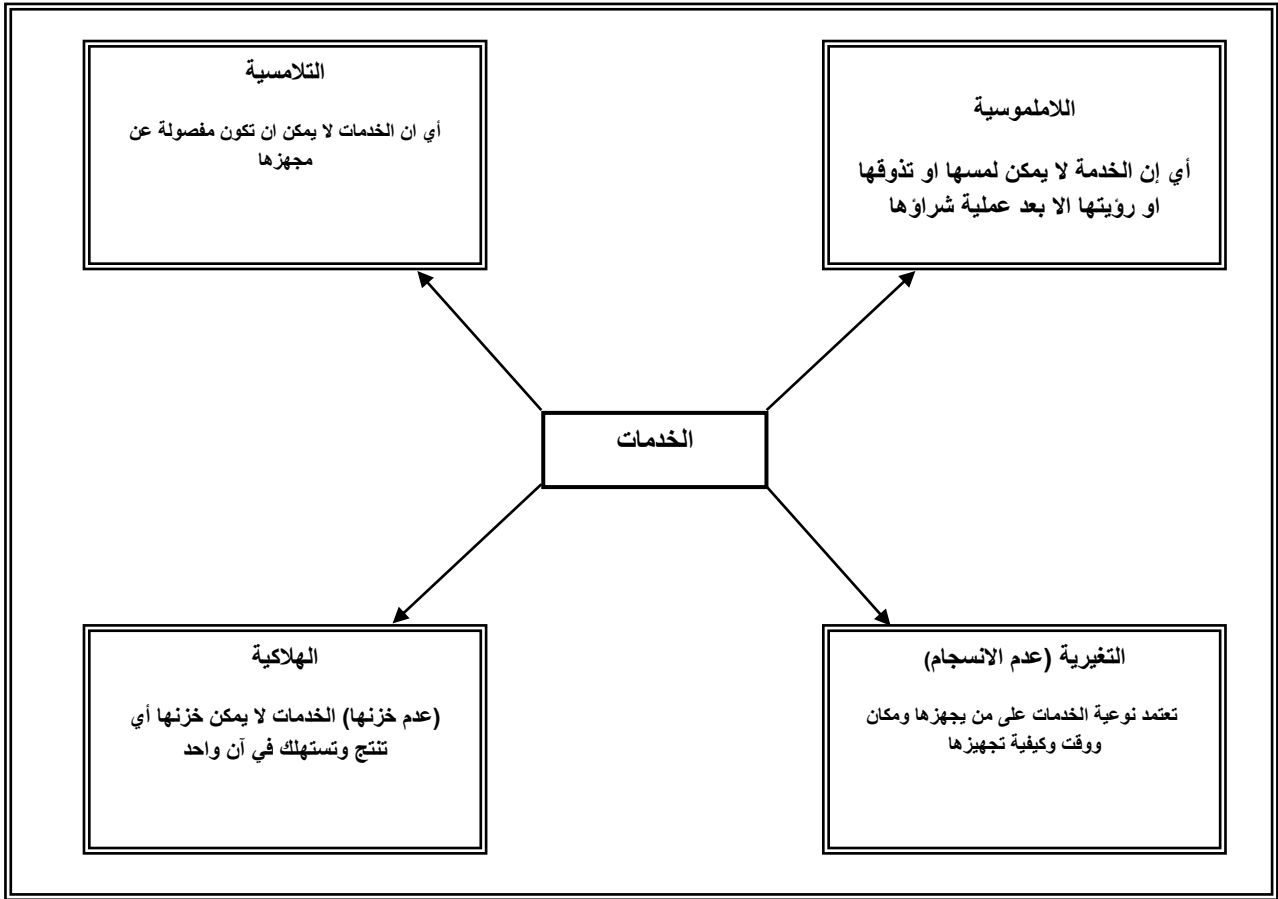 اللاملموسية
أي إن الخدمة لا يمكن لمسها او تذوقها
او رؤيتها الا بعد عملية شراؤها
التلامسية
أي ان الخدمات لا يمكن ان تكون مفصولة عن
مجهزها
الخدمات
التغيرية (عدم الانسجام)
تعتمد نوعية الخدمات على من يجهزها ومكان
ووقت وكيفية تجهيزها
الهلاكية
(عدم خزنها) الخدمات لا يمكن خزنها أي
تنتج وتستهلك في آن واحد